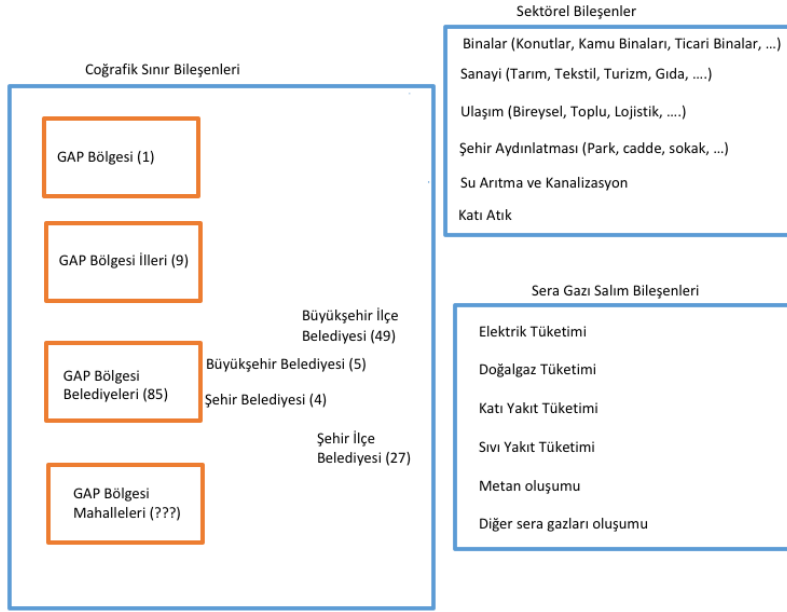 Coğrafik Sınır Bileşenleri
GAP Bölgesi (1)
GAP Bölgesi İlleri (9)
GAP Bölgesi
Belediyeleri (85)
Büyükşehir İlçe
Belediyesi (49)
Büyükşehir Belediyesi (5)
Şehir Belediyesi (4)
Şehir İlçe
Belediyesi (27)
GAP Bölgesi
Mahalleleri (???)
Sektörel Bileşenler
Binalar (Konutlar, Kamu Binaları, Ticari Binalar, …)
Sanayi (Tarım, Tekstil, Turizm, Gıda, ….)
Ulaşım (Bireysel, Toplu, Lojistik, ….)
Şehir Aydınlatması (Park, cadde, sokak, …)
Su Arıtma ve Kanalizasyon
Katı Atık
Sera Gazı Salım Bileşenleri
Elektrik Tüketimi
Doğalgaz Tüketimi
Katı Yakıt Tüketimi
Sıvı Yakıt Tüketimi
Metan oluşumu
Diğer sera gazları oluşumu